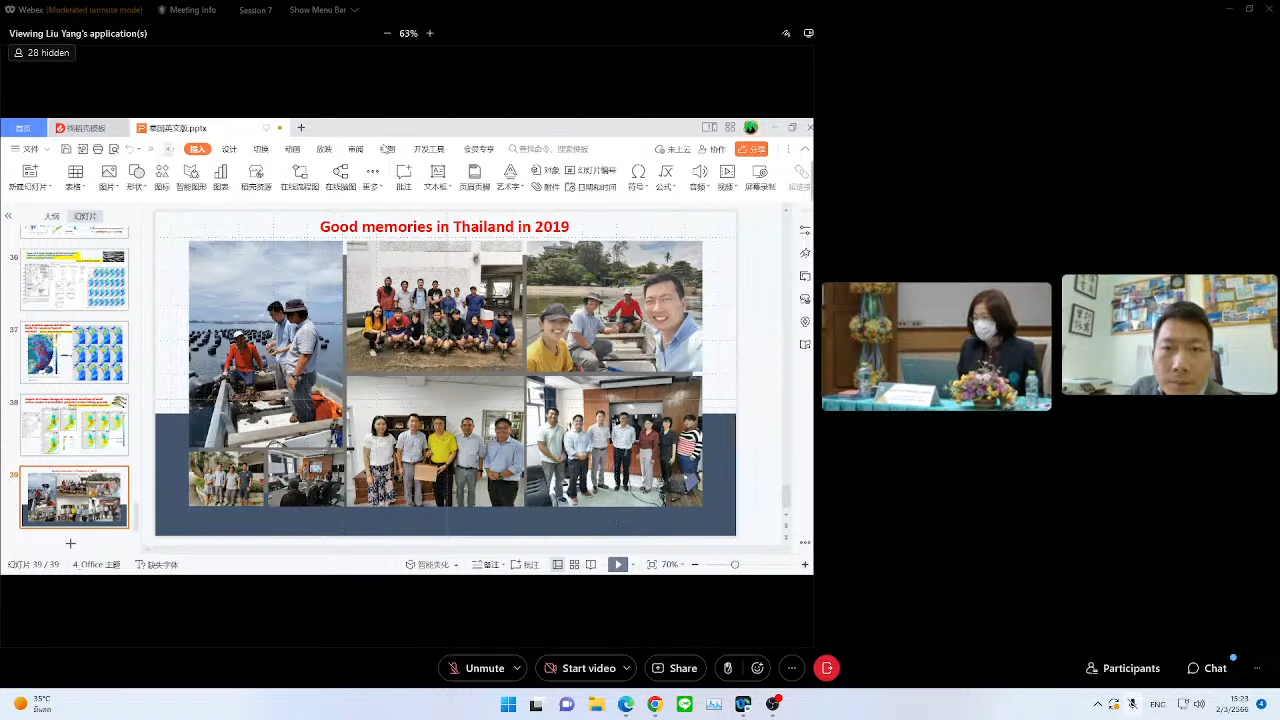 Webex (Moderated unmute mode) Meeting Info Session 7 Show Menu Bar
Viewing Liu Yang's application(s) 63%
28 hidden
首页 找稻壳模板 泰国英文版.pptx
文件 插入 设计 切换 动画 放映 审阅 开发工具 会员专享 查找命令、搜索模板 未上云 协作 分享
对象 幻灯片编号
新建幻灯片 表格 图片 形状 图标 智能图形 图表 稻壳资源 在线流程图 在线脑图 更多 批注 文本框 页眉页脚 艺术字 附件 日期和时间 符号 公式 音频 视频 屏幕录制
大纲 幻灯片
Good memories in Thailand in 2019
36
37
38
39
幻灯片 39 / 39 4_Office 主题 缺失字体 智能美化 备注 批注 70%
Unmute Start video Share Participants Chat
35°C ENG 15:23
2/3/2566 4